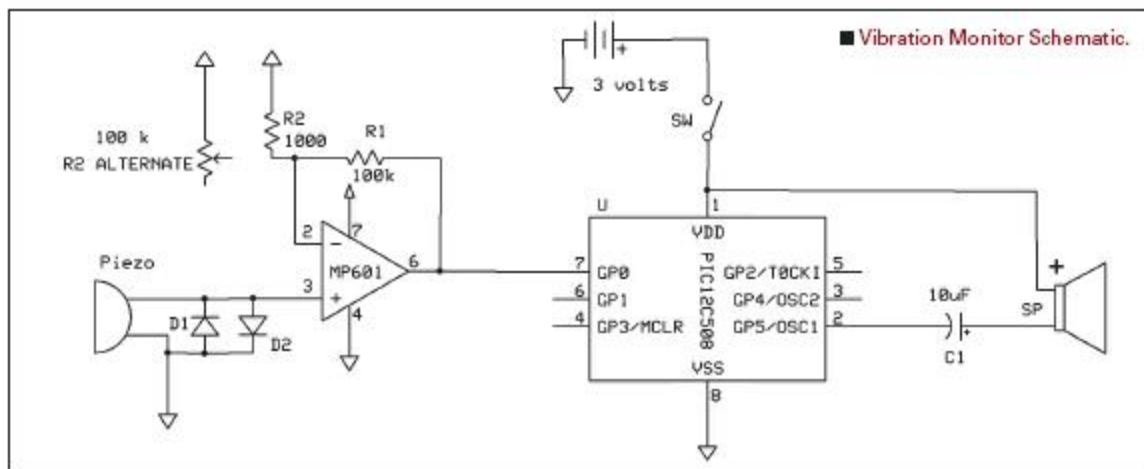 ■ Vibration Monitor Schematic.
+
3 volts
SW
R2
1000
R1
100k
100 k
R2 ALTERNATE
Piezo
D1
D2
2
-
7
MP601
6
3
+
4
U
1
VDD
PIC12C508
7
GP0
6
GP1
4
GP3/MCLR
GP2/T0CKI
5
GP4/OSC2
3
GP5/OSC1
2
VSS
8
10uF
+
C1
+
SP